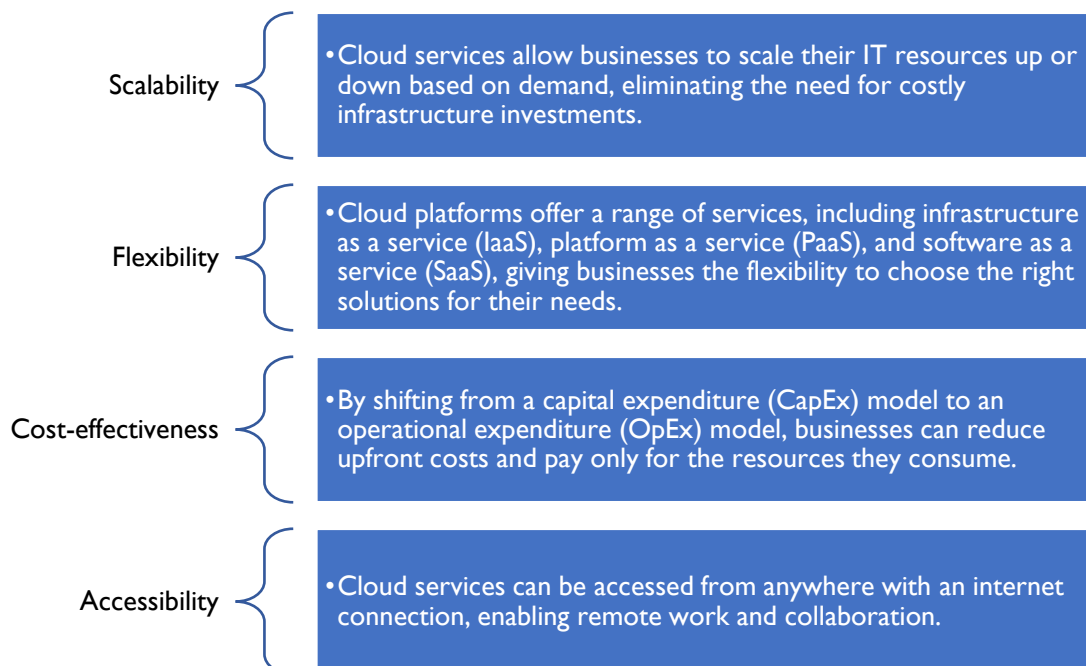 Scalability
•Cloud services allow businesses to scale their IT resources up or
down based on demand, eliminating the need for costly
infrastructure investments.
Flexibility
•Cloud platforms offer a range of services, including infrastructure
as a service (IaaS), platform as a service (PaaS), and software as a
service (SaaS), giving businesses the flexibility to choose the right
solutions for their needs.
Cost-effectiveness
•By shifting from a capital expenditure (CapEx) model to an
operational expenditure (OpEx) model, businesses can reduce
upfront costs and pay only for the resources they consume.
Accessibility
•Cloud services can be accessed from anywhere with an internet
connection, enabling remote work and collaboration.